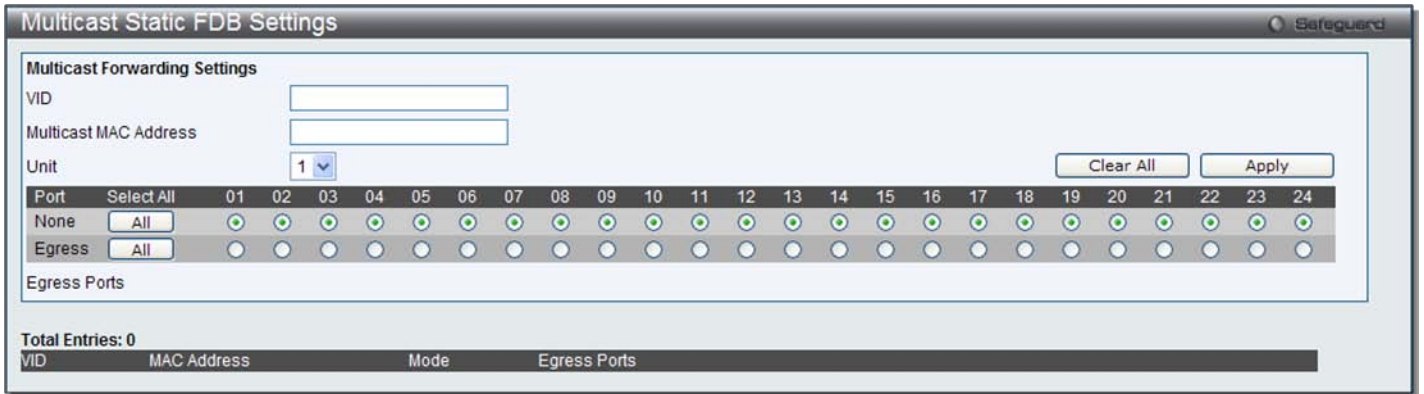 Multicast Static FDB Settings
Safeguard
Multicast Forwarding Settings
VID
Multicast MAC Address
Unit 1 Clear All Apply
Port Select All 01 02 03 04 05 06 07 08 09 10 11 12 13 14 15 16 17 18 19 20 21 22 23 24
None All
Egress All
Egress Ports
Total Entries: 0
VID MAC Address Mode Egress Ports